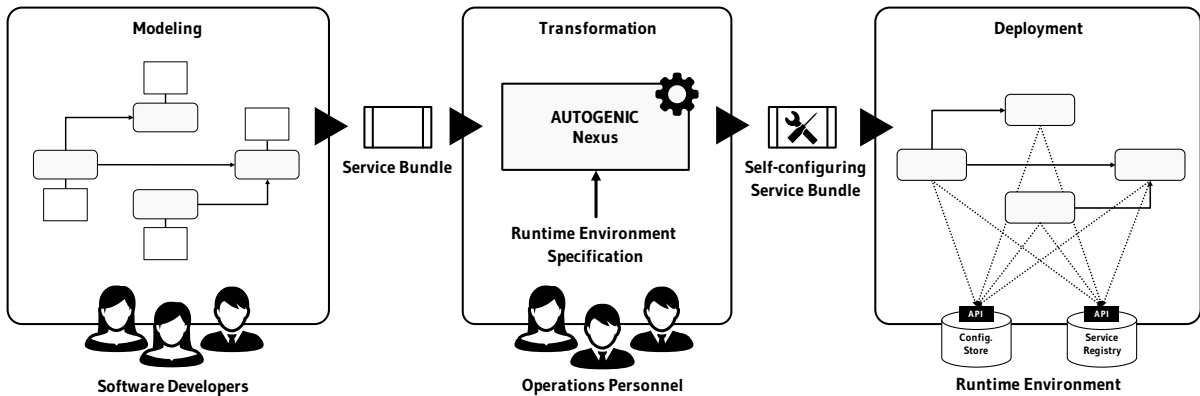 Modeling
Transformation
Deployment
AUTOGENIC
Nexus
Service Bundle
Self-configuring
Service Bundle
Runtime Environment
Specification
API
API
Config.
Store
Service
Registry
Software Developers
Operations Personnel
Runtime Environment